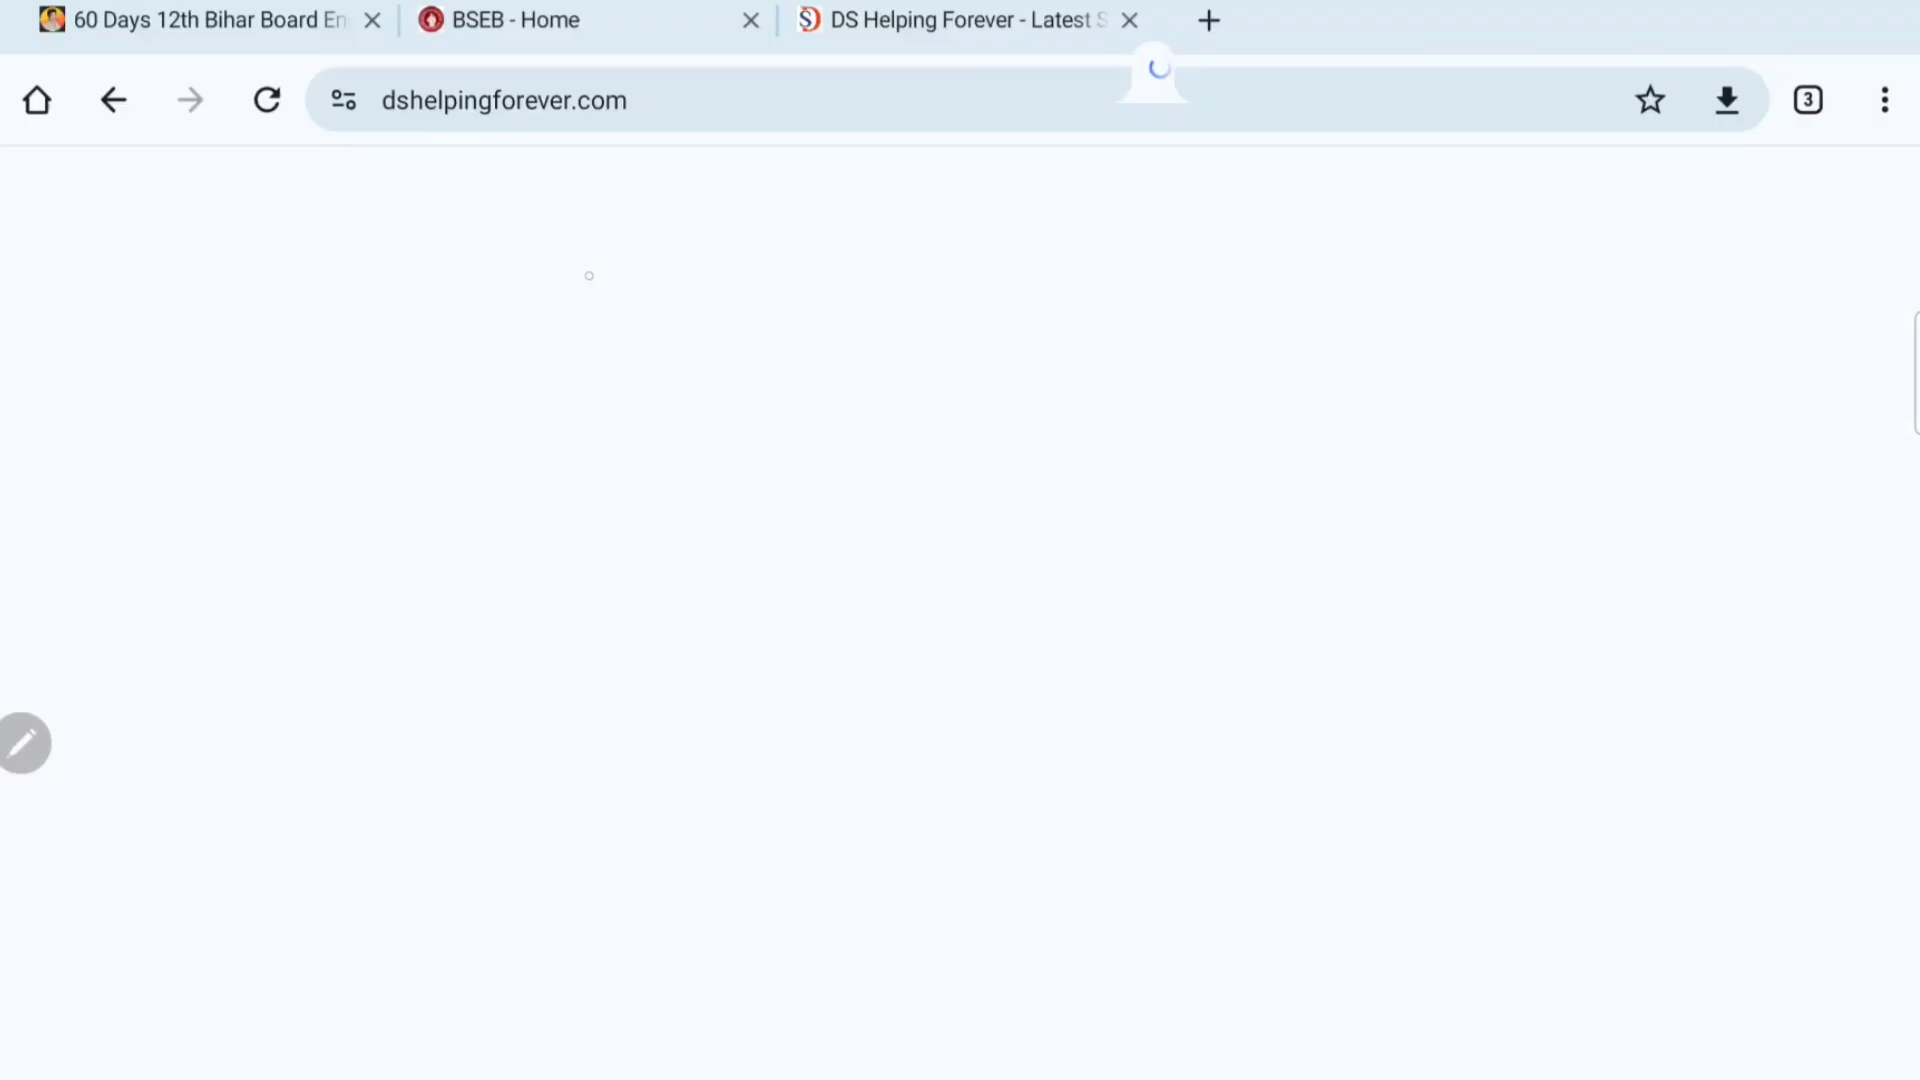 60 Days 12th Bihar Board En
BSEB - Home
DS Helping Forever - Latest S
dshelpingforever.com
3